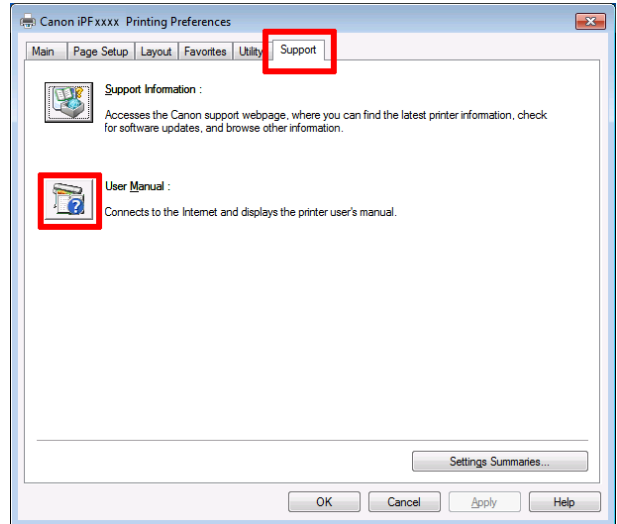 Canon iPFxxxx Printing Preferences
Main Page Setup Layout Favorites Utility Support
Support Information :
Accesses the Canon support webpage, where you can find the latest printer information, check
for software updates, and browse other information.
User Manual :
Connects to the Internet and displays the printer user's manual.
Settings Summaries...
OK Cancel Apply Help